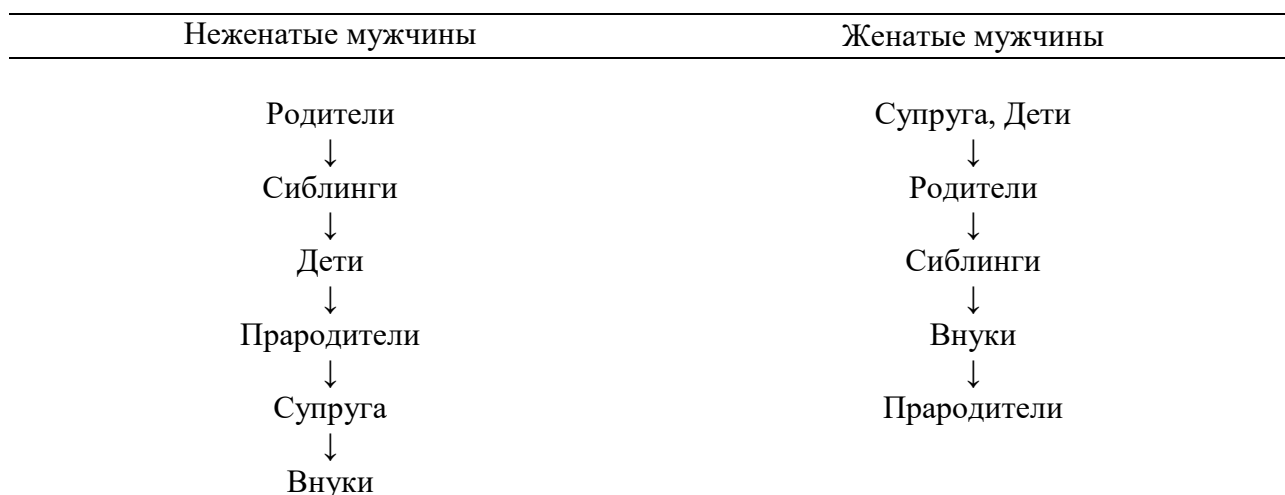 Неженатые мужчины Женатые мужчины
Родители Супруга, Дети
↓ ↓
Сиблинги Родители
↓ ↓
Дети Сиблинги
↓ ↓
Прародители Внуки
↓ ↓
Супруга Прародители
↓
Внуки